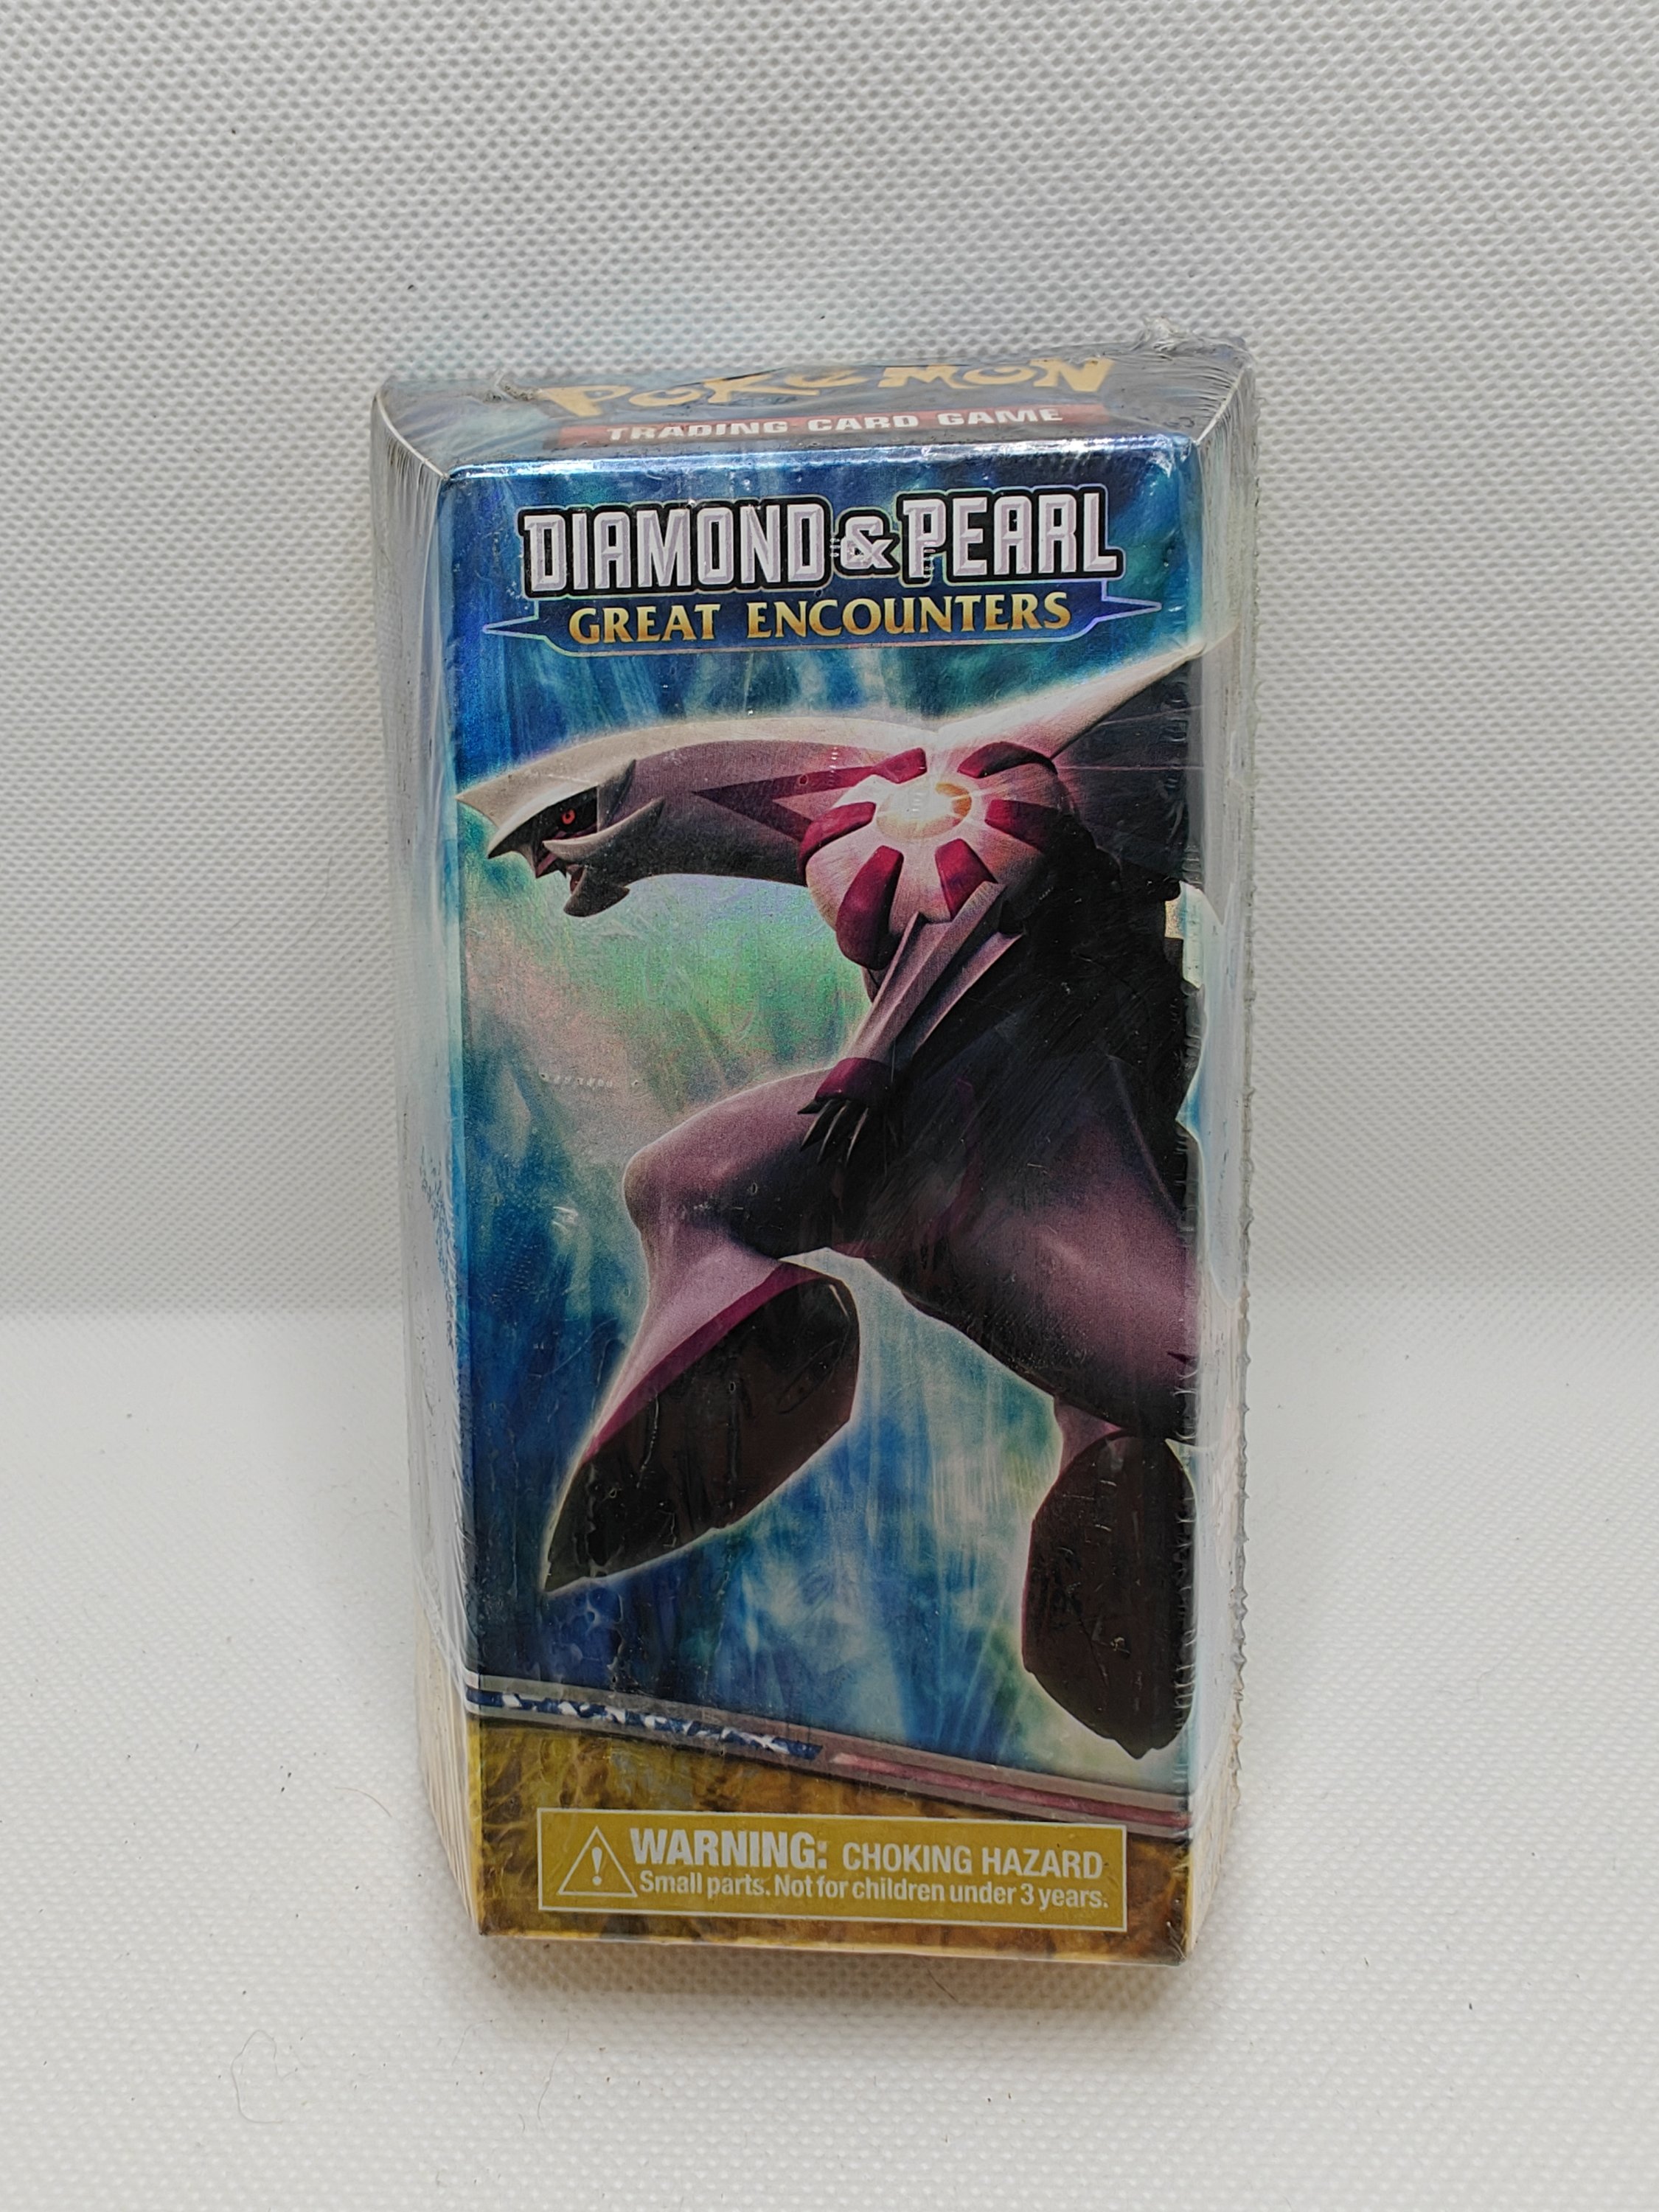 POKéMON
TRADING CARD GAME
DIAMOND & PEARL
GREAT ENCOUNTERS
WARNING: CHOKING HAZARD
Small parts. Not for children under 3 years.